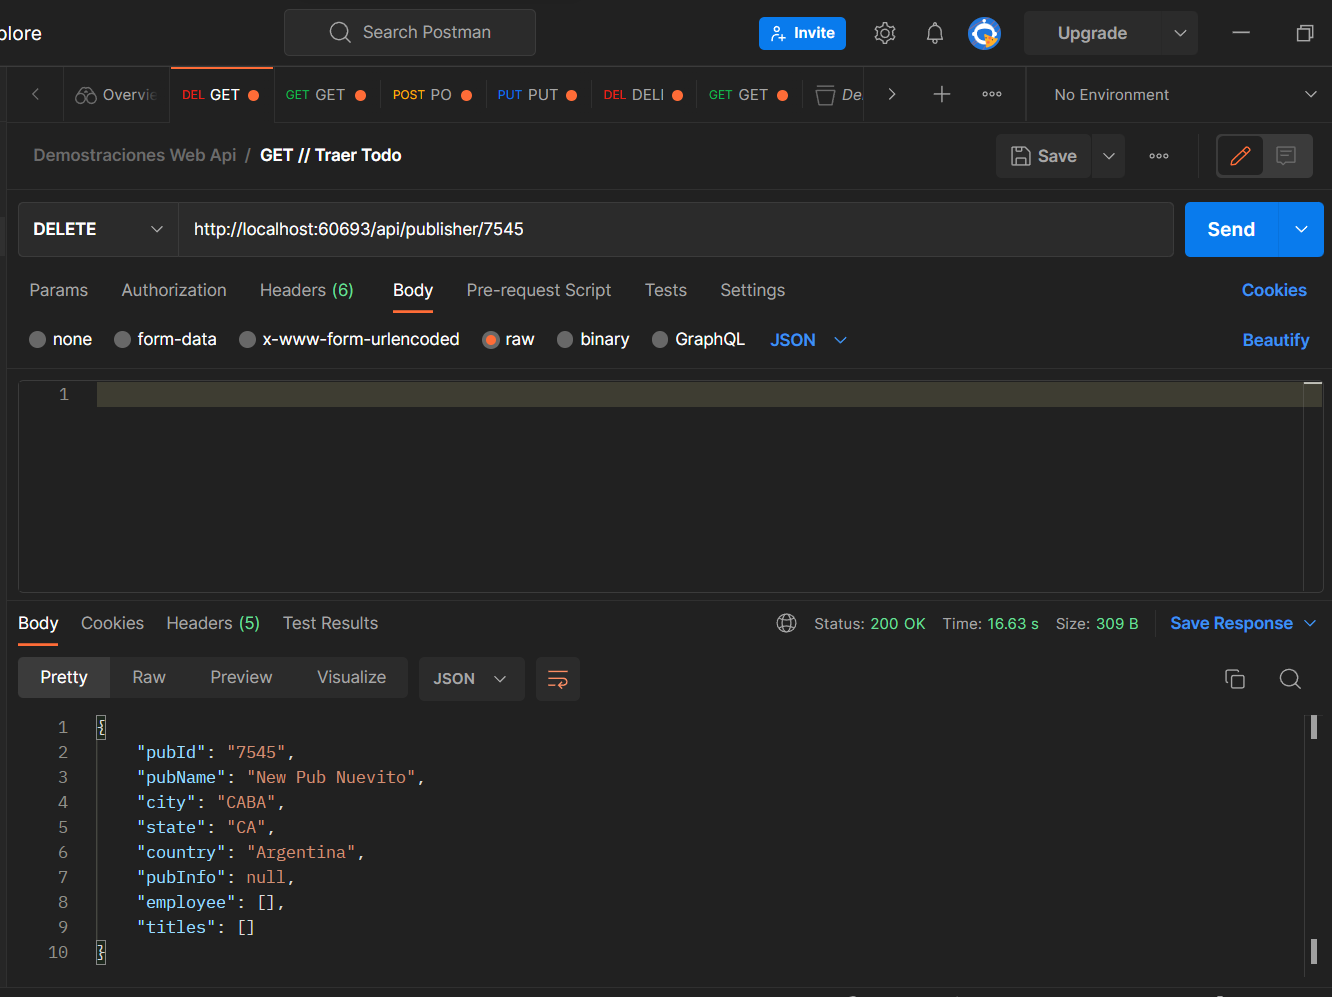 plore
Search Postman
Invite
Upgrade
Overvie
DEL GET
GET GET
POST PO
PUT PUT
DEL DELI
GET GET
De
No Environment
Demostraciones Web Api / GET // Traer Todo
Save
DELETE
http://localhost:60693/api/publisher/7545
Send
Params
Authorization
Headers (6)
Body
Pre-request Script
Tests
Settings
Cookies
none
form-data
x-www-form-urlencoded
raw
binary
GraphQL
JSON
Beautify
1
Body
Cookies
Headers (5)
Test Results
Status: 200 OK
Time: 16.63 s
Size: 309 B
Save Response
Pretty
Raw
Preview
Visualize
JSON
1 {
2 "pubId": "7545",
3 "pubName": "New Pub Nuevito",
4 "city": "CABA",
5 "state": "CA",
6 "country": "Argentina",
7 "pubInfo": null,
8 "employee": [],
9 "titles": []
10 }